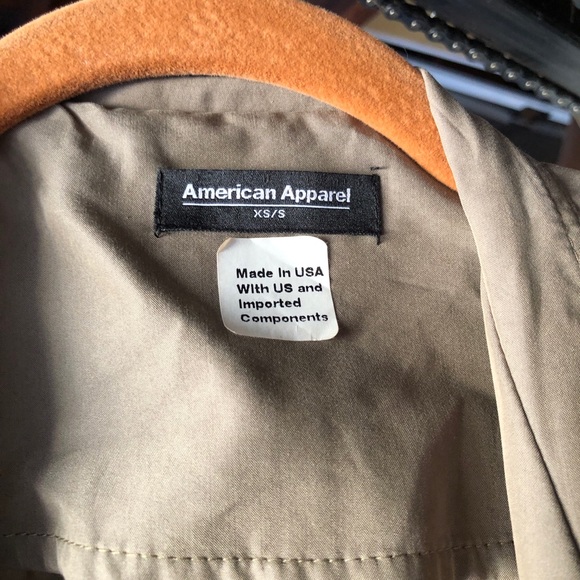 American Apparel
XS/S
Made In USA
With US and
Imported
Components